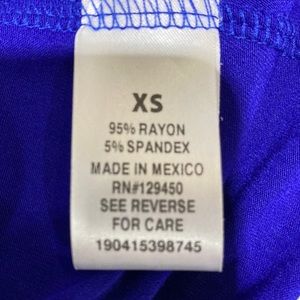 XS
95% RAYON
5% SPANDEX
MADE IN MEXICO
RN#129450
SEE REVERSE
FOR CARE
190415398745